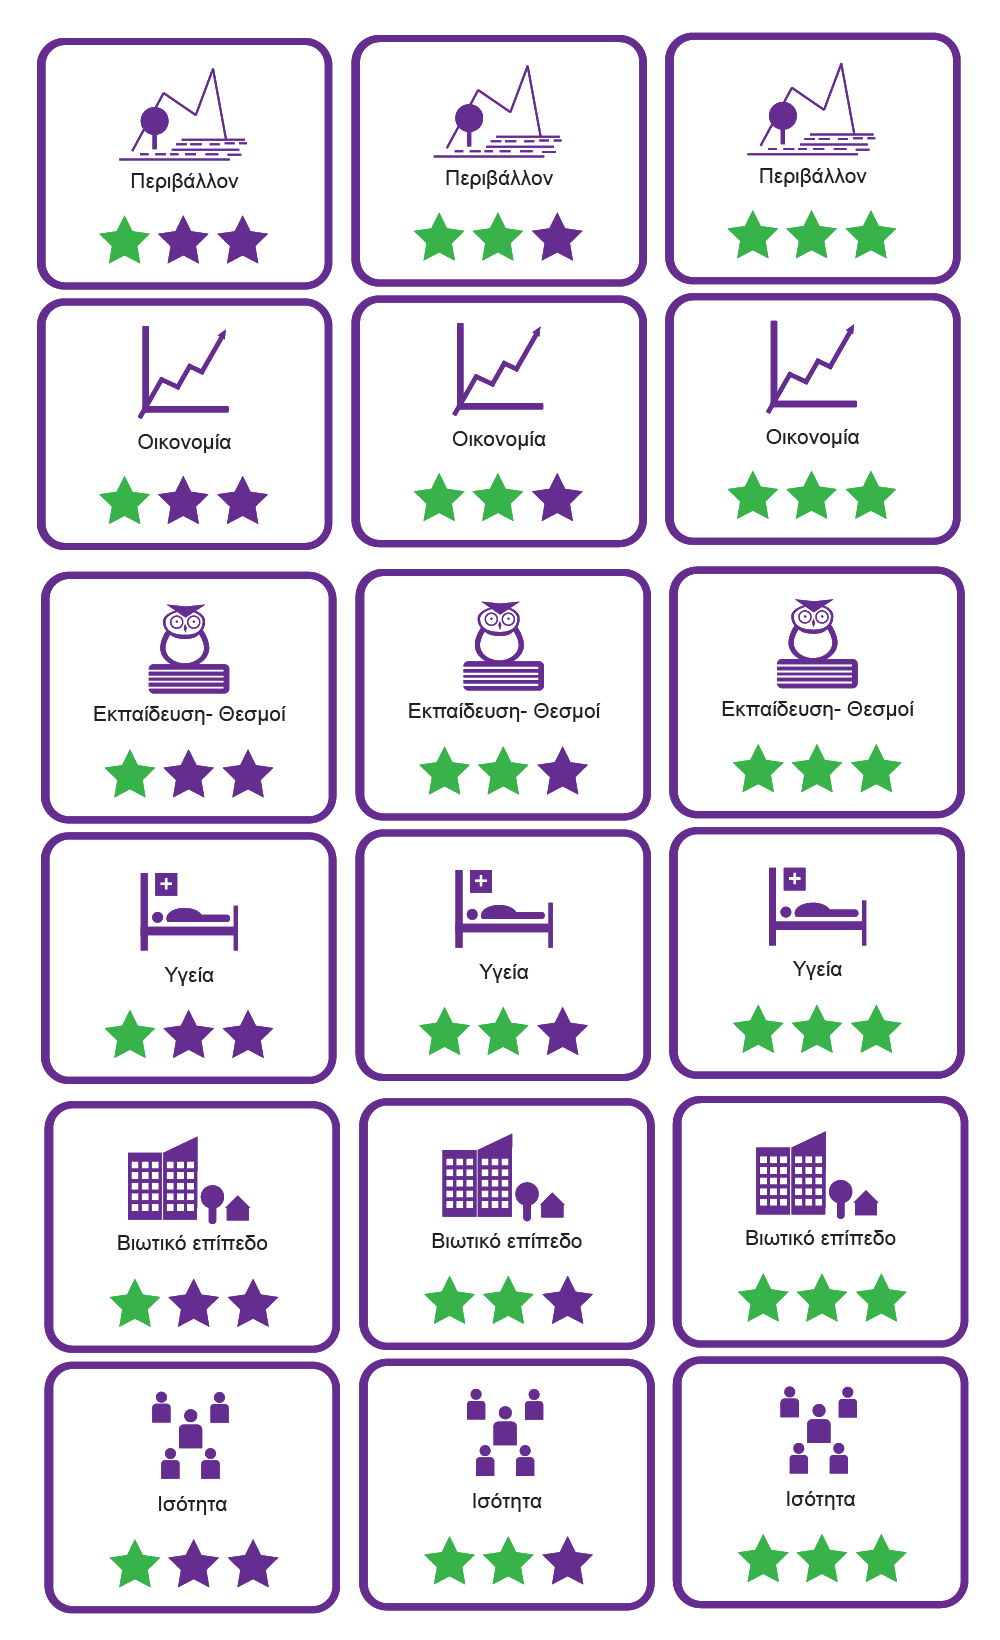 Περιβάλλον
Περιβάλλον
Περιβάλλον
Οικονομία
Οικονομία
Οικονομία
Εκπαίδευση- Θεσμοί
Εκπαίδευση- Θεσμοί
Εκπαίδευση- Θεσμοί
Υγεία
Υγεία
Υγεία
Βιωτικό επίπεδο
Βιωτικό επίπεδο
Βιωτικό επίπεδο
Ισότητα
Ισότητα
Ισότητα